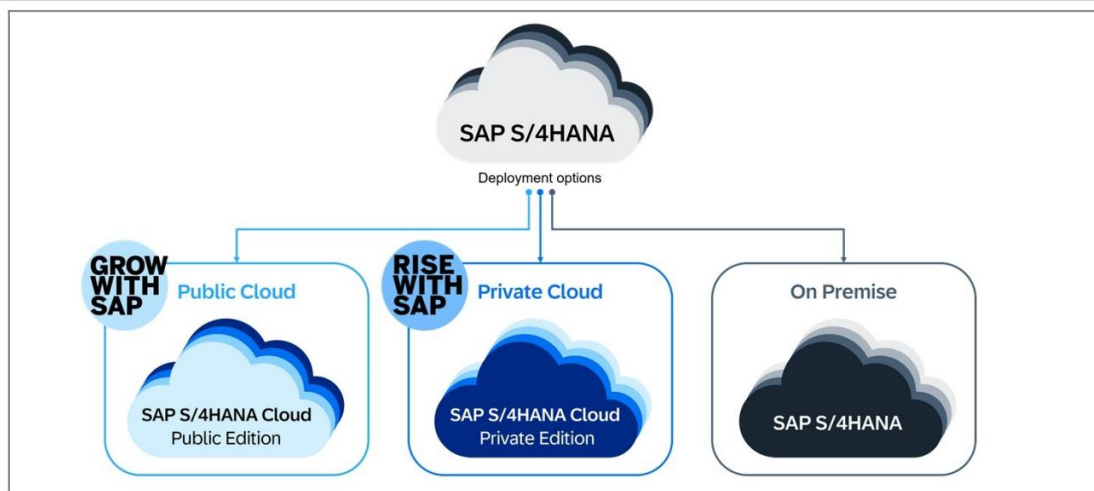 SAP S/4HANA
Deployment options
GROW
WITH
SAP
Public Cloud
SAP S/4HANA Cloud
Public Edition
RISE
WITH
SAP
Private Cloud
SAP S/4HANA Cloud
Private Edition
On Premise
SAP S/4HANA